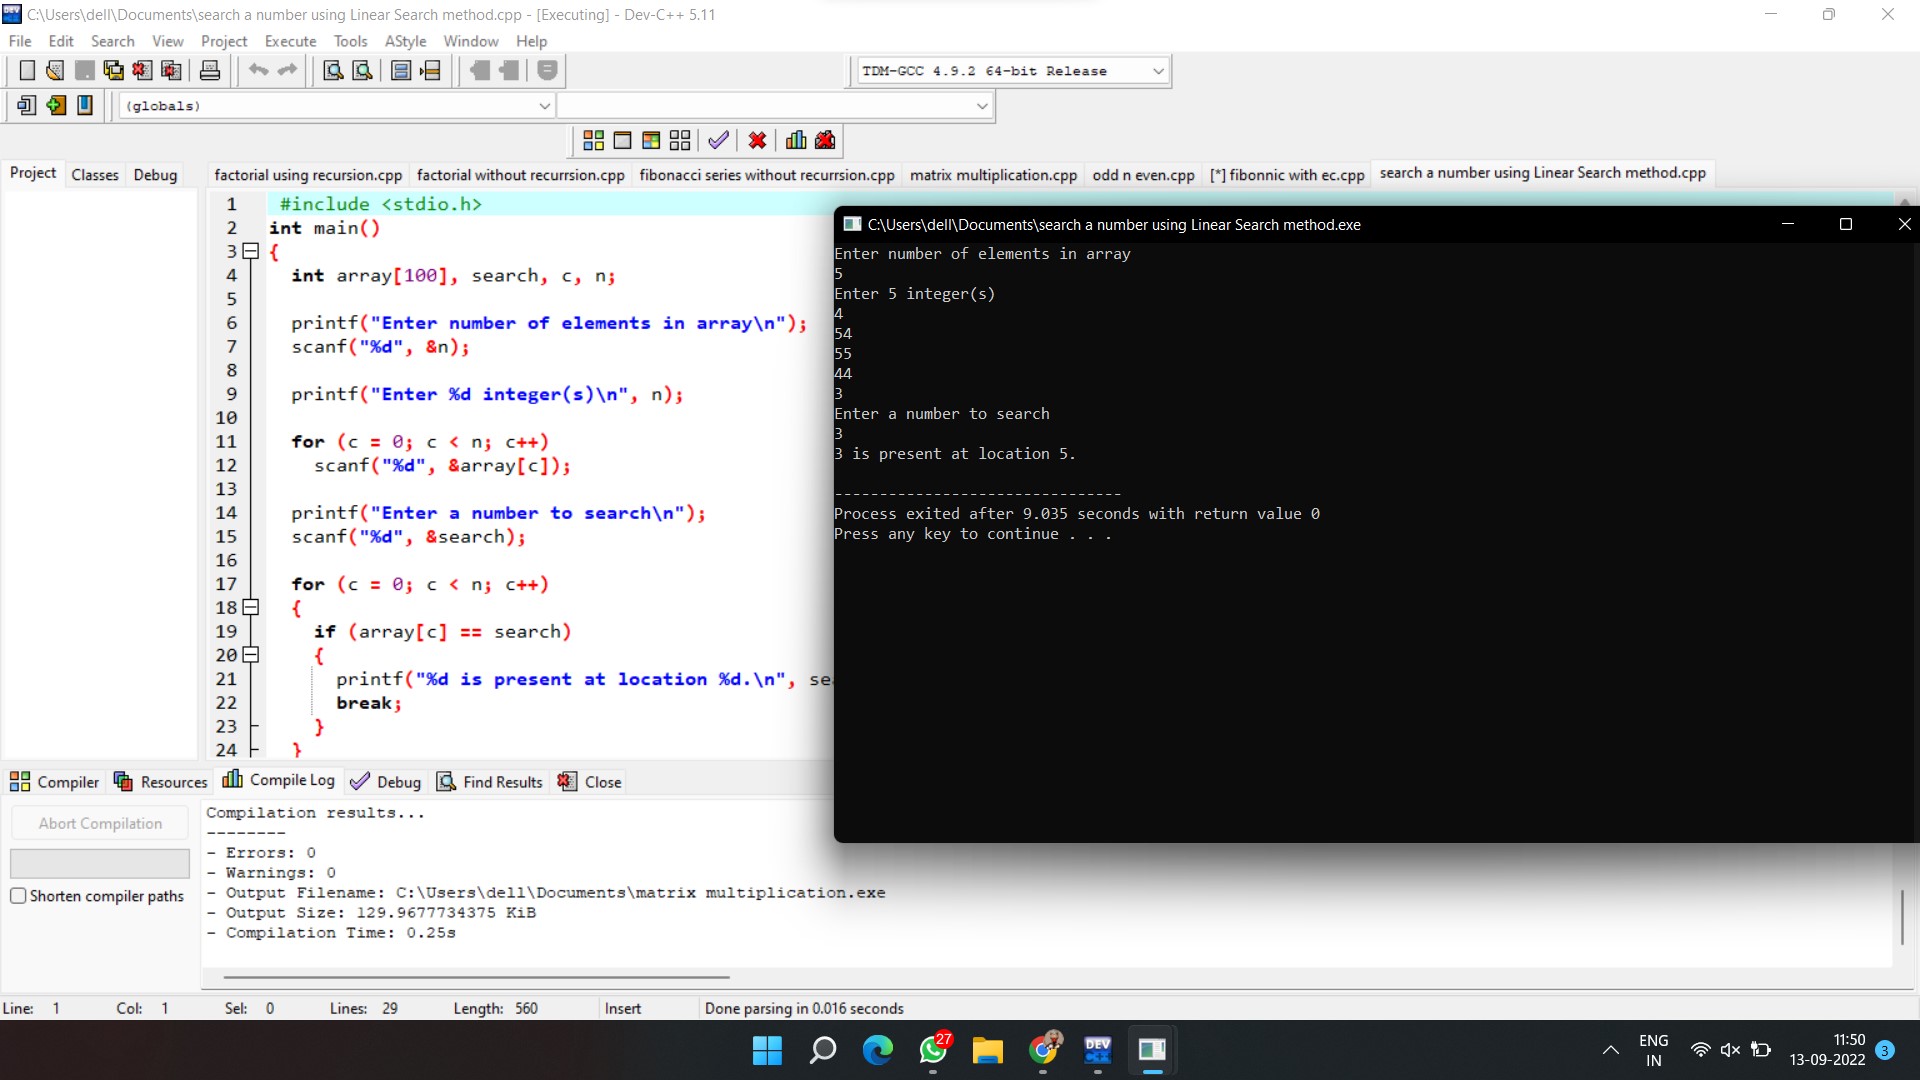 C:\Users\dell\Documents\search a number using Linear Search method.cpp - [Executing] - Dev-C++ 5.11
File Edit Search View Project Execute Tools AStyle Window Help
TDM-GCC 4.9.2 64-bit Release
(globals)
Project Classes Debug
factorial using recursion.cpp factorial without recurrsion.cpp fibonacci series without recurrsion.cpp matrix multiplication.cpp odd n even.cpp [*] fibonnic with ec.cpp search a number using Linear Search method.cpp
1 #include <stdio.h>
2 int main()
3 {
4 int array[100], search, c, n;
5
6 printf("Enter number of elements in array\n");
7 scanf("%d", &n);
8
9 printf("Enter %d integer(s)\n", n);
10
11 for (c = 0; c < n; c++)
12 scanf("%d", &array[c]);
13
14 printf("Enter a number to search\n");
15 scanf("%d", &search);
16
17 for (c = 0; c < n; c++)
18 {
19 if (array[c] == search)
20 {
21 printf("%d is present at location %d.\n", sea
22 break;
23 }
24 }
C:\Users\dell\Documents\search a number using Linear Search method.exe
Enter number of elements in array
5
Enter 5 integer(s)
4
54
55
44
3
Enter a number to search
3
3 is present at location 5.
--------------------------------
Process exited after 9.035 seconds with return value 0
Press any key to continue . . .
Compiler Resources Compile Log Debug Find Results Close
Abort Compilation
Shorten compiler paths
Compilation results...
--------
- Errors: 0
- Warnings: 0
- Output Filename: C:\Users\dell\Documents\matrix multiplication.exe
- Output Size: 129.9677734375 KiB
- Compilation Time: 0.25s
Line: 1 Col: 1 Sel: 0 Lines: 29 Length: 560 Insert Done parsing in 0.016 seconds
27
DEV
C++
ENG
IN
11:50
13-09-2022
3